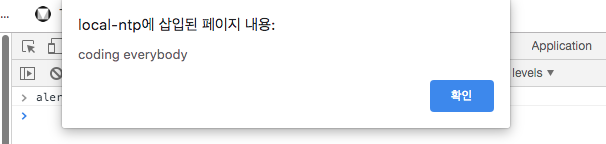 local-ntp에 삽입된 페이지 내용:
coding everybody
Application
levels ▼
확인